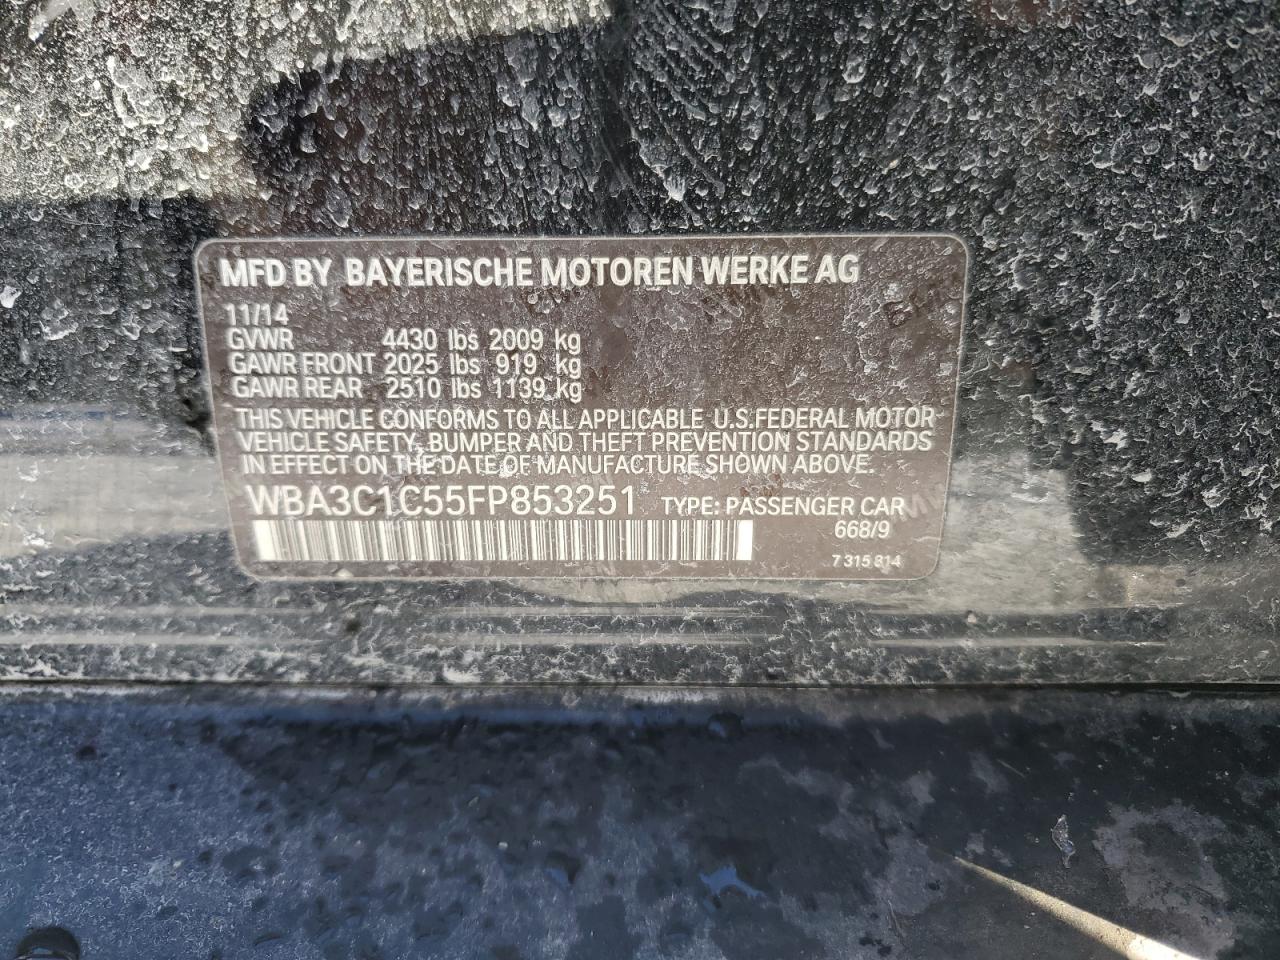 MFD BY BAYERISCHE MOTOREN WERKE AG
11/14
GVWR 4430 lbs 2009 kg
GAWR FRONT 2025 lbs 919 kg
GAWR REAR 2510 lbs 1139 kg
THIS VEHICLE CONFORMS TO ALL APPLICABLE U.S.FEDERAL MOTOR
VEHICLE SAFETY, BUMPER AND THEFT PREVENTION STANDARDS
IN EFFECT ON THE DATE OF MANUFACTURE SHOWN ABOVE.
WBA3C1C55FP853251 TYPE: PASSENGER CAR
668/9
7 315 814